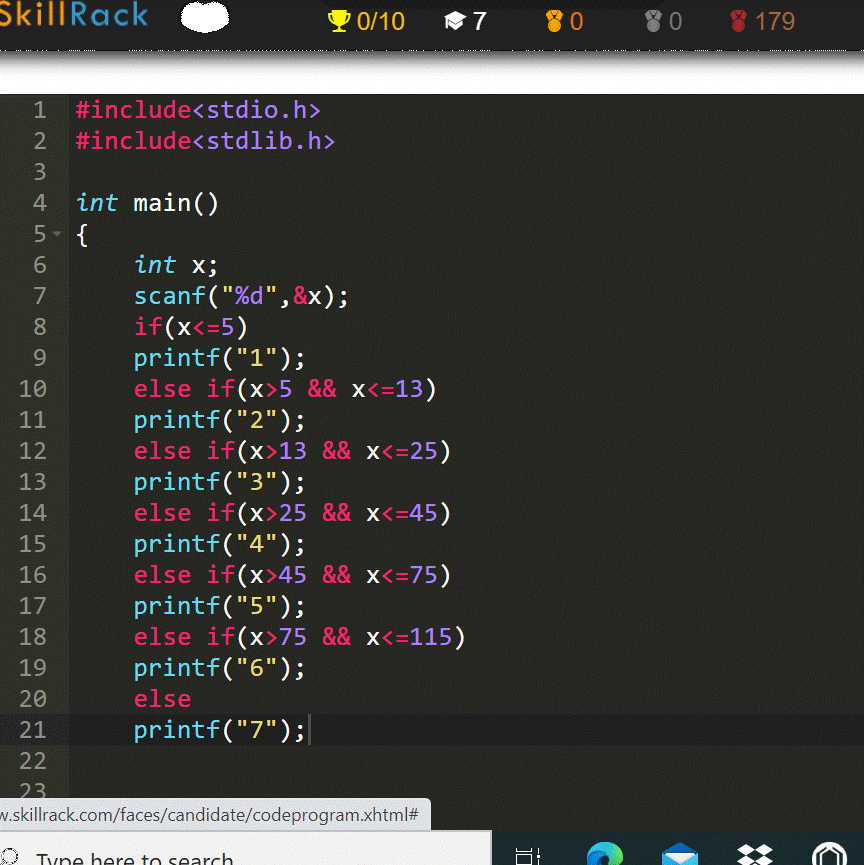 SkillRack 0/10 7 0 0 179
1 #include<stdio.h>
2 #include<stdlib.h>
3
4 int main()
5 {
6 int x;
7 scanf("%d",&x);
8 if(x<=5)
9 printf("1");
10 else if(x>5 && x<=13)
11 printf("2");
12 else if(x>13 && x<=25)
13 printf("3");
14 else if(x>25 && x<=45)
15 printf("4");
16 else if(x>45 && x<=75)
17 printf("5");
18 else if(x>75 && x<=115)
19 printf("6");
20 else
21 printf("7");
22
23
w.skillrack.com/faces/candidate/codeprogram.xhtml#
Type here to search